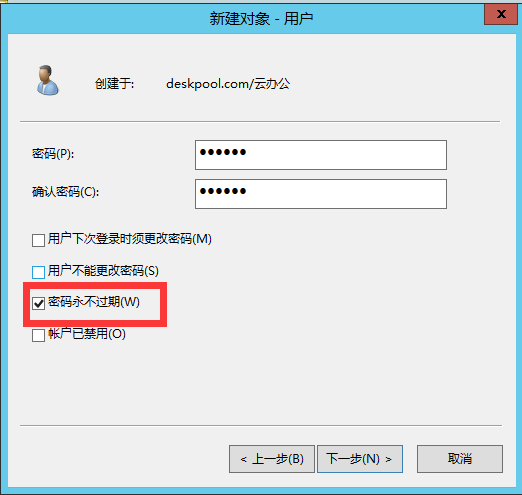 新建对象 - 用户
x
创建于: deskpool.com/云办公
密码(P):
••••••
确认密码(C):
••••••
用户下次登录时须更改密码(M)
用户不能更改密码(S)
密码永不过期(W)
帐户已禁用(O)
< 上一步(B) 下一步(N) > 取消